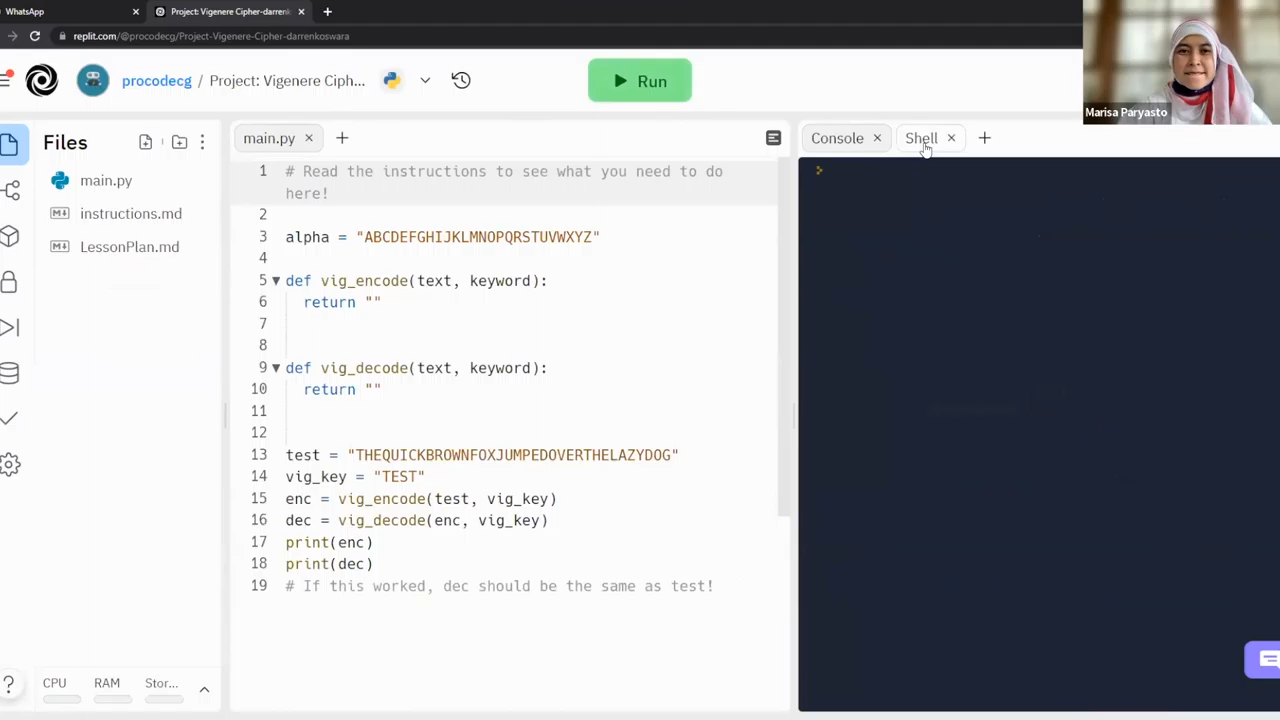 WhatsApp
Project: Vigenere Cipher-darrenk
replit.com/@procodecg/Project-Vigenere-Cipher-darrenkoswara
procodecg / Project: Vigenere Ciph...
Run
Marisa Paryasto
Files
main.py
instructions.md
LessonPlan.md
CPU RAM Stor...
main.py
1 # Read the instructions to see what you need to do
here!
2
3 alpha = "ABCDEFGHIJKLMNOPQRSTUVWXYZ"
4
5 def vig_encode(text, keyword):
6 return ""
7
8
9 def vig_decode(text, keyword):
10 return ""
11
12
13 test = "THEQUICKBROWNFOXJUMPEDOVERTHELAZYDOG"
14 vig_key = "TEST"
15 enc = vig_encode(test, vig_key)
16 dec = vig_decode(enc, vig_key)
17 print(enc)
18 print(dec)
19 # If this worked, dec should be the same as test!
Console
Shell